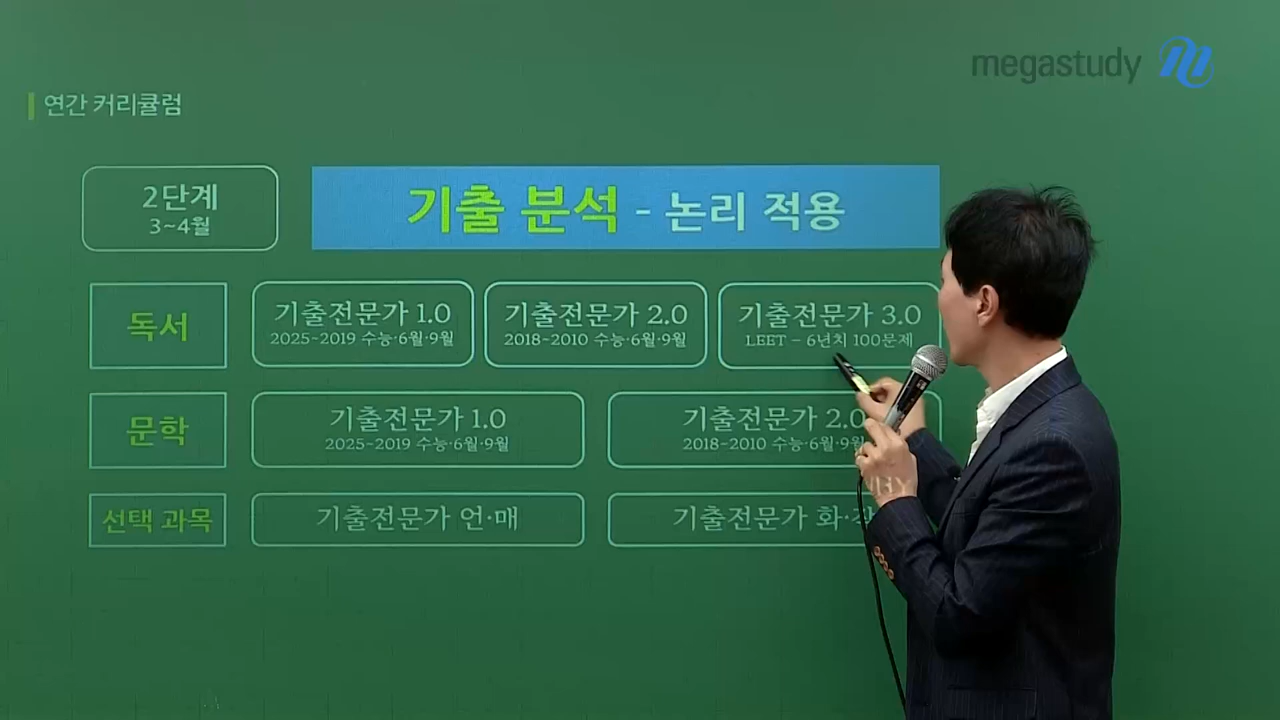 megastudy
연간 커리큘럼
2단계
3~4월
기출 분석 - 논리 적용
독서
기출전문가 1.0
2025~2019 수능·6월·9월
기출전문가 2.0
2018~2010 수능·6월·9월
기출전문가 3.0
LEET - 6년치 100문제
문학
기출전문가 1.0
2025~2019 수능·6월·9월
기출전문가 2.0
2018~2010 수능·6월·9월
선택 과목
기출전문가 언·매
기출전문가 화·